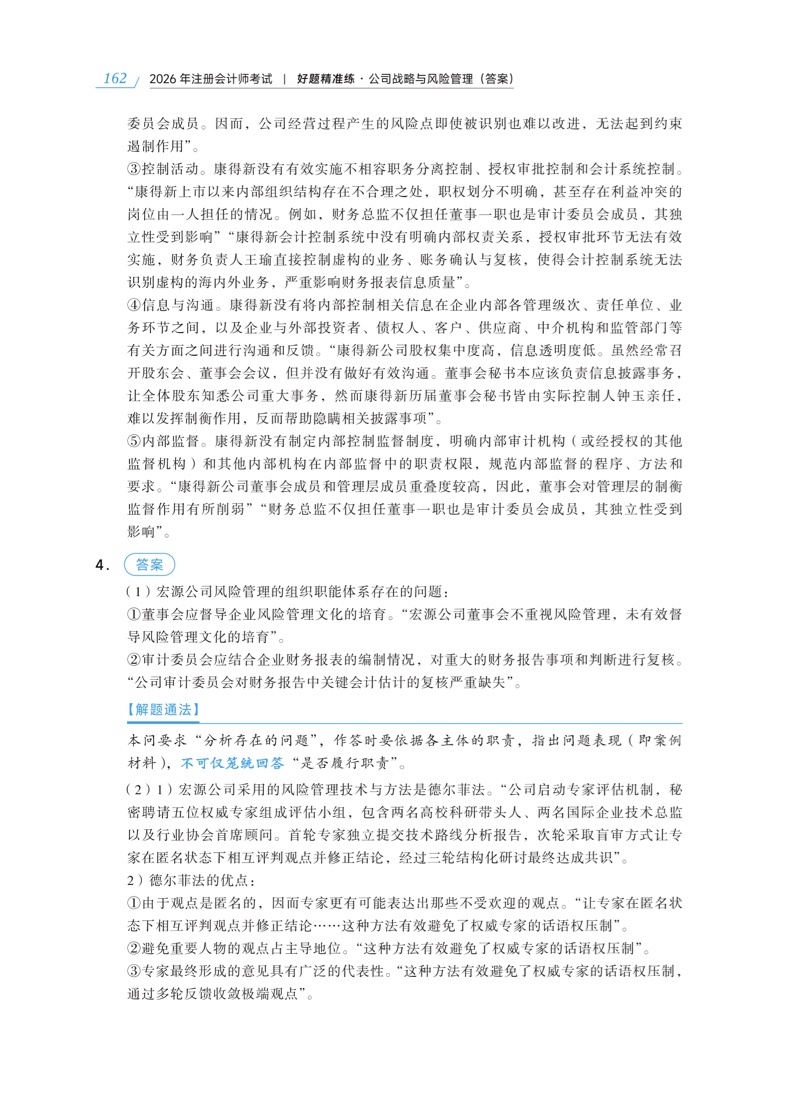 162 2026 年注册会计师考试 | 好题精准练 · 公司战略与风险管理（答案）
委员会成员。因而，公司经营过程产生的风险点即使被识别也难以改进，无法起到约束
遏制作用”。
③控制活动。康得新没有有效实施不相容职务分离控制、授权审批控制和会计系统控制。
“康得新上市以来内部组织结构存在不合理之处，职权划分不明确，甚至存在利益冲突的
岗位由一人担任的情况。例如，财务总监不仅担任董事一职也是审计委员会成员，其独
立性受到影响”“康得新会计控制系统中没有明确内部权责关系，授权审批环节无法有效
实施，财务负责人王瑜直接控制虚构的业务、账务确认与复核，使得会计控制系统无法
识别虚构的海内外业务，严重影响财务报表信息质量”。
④信息与沟通。康得新没有将内部控制相关信息在企业内部各管理级次、责任单位、业
务环节之间，以及企业与外部投资者、债权人、客户、供应商、中介机构和监管部门等
有关方面之间进行沟通和反馈。“康得新公司股权集中度高，信息透明度低。虽然经常召
开股东会、董事会会议，但并没有做好有效沟通。董事会秘书本应该负责信息披露事务，
让全体股东知悉公司重大事务，然而康得新历届董事会秘书皆由实际控制人钟玉亲任，
难以发挥制衡作用，反而帮助隐瞒相关披露事项”。
⑤内部监督。康得新没有制定内部控制监督制度，明确内部审计机构（或经授权的其他
监督机构）和其他内部机构在内部监督中的职责权限，规范内部监督的程序、方法和
要求。“康得新公司董事会成员和管理层成员重叠度较高，因此，董事会对管理层的制衡
监督作用有所削弱”“财务总监不仅担任董事一职也是审计委员会成员，其独立性受到
影响”。
4. 答案
（1）宏源公司风险管理的组织职能体系存在的问题：
①董事会应督导企业风险管理文化的培育。“宏源公司董事会不重视风险管理，未有效督
导风险管理文化的培育”。
②审计委员会应结合企业财务报表的编制情况，对重大的财务报告事项和判断进行复核。
“公司审计委员会对财务报告中关键会计估计的复核严重缺失”。
【解题通法】
本问要求“分析存在的问题”，作答时要依据各主体的职责，指出问题表现（即案例
材料），不可仅笼统回答“是否履行职责”。
（2）1）宏源公司采用的风险管理技术与方法是德尔菲法。“公司启动专家评估机制，秘
密聘请五位权威专家组成评估小组，包含两名高校科研带头人、两名国际企业技术总监
以及行业协会首席顾问。首轮专家独立提交技术路线分析报告，次轮采取盲审方式让专
家在匿名状态下相互评判观点并修正结论，经过三轮结构化研讨最终达成共识”。
2）德尔菲法的优点：
①由于观点是匿名的，因而专家更有可能表达出那些不受欢迎的观点。“让专家在匿名状
态下相互评判观点并修正结论……这种方法有效避免了权威专家的话语权压制”。
②避免重要人物的观点占主导地位。“这种方法有效避免了权威专家的话语权压制”。
③专家最终形成的意见具有广泛的代表性。“这种方法有效避免了权威专家的话语权压制，
通过多轮反馈收敛极端观点”。